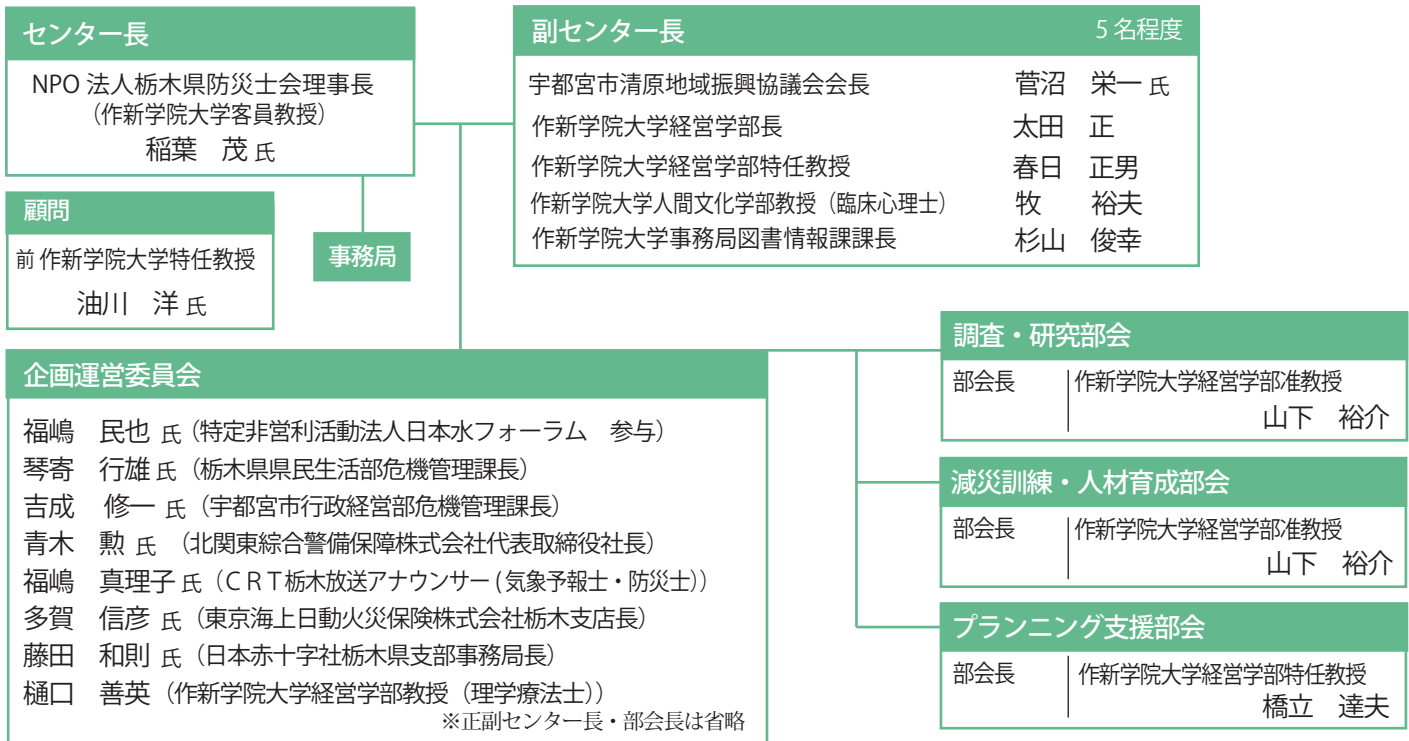 センター長
NPO 法人栃木県防災士会理事長
（作新学院大学客員教授）
稲葉　茂 氏
副センター長　5 名程度
宇都宮市清原地域振興協議会会長　菅沼　栄一 氏
作新学院大学経営学部長　太田　正
作新学院大学経営学部特任教授　春日　正男
作新学院大学人間文化学部教授（臨床心理士）　牧　裕夫
作新学院大学事務局図書情報課課長　杉山　俊幸
顧問
前 作新学院大学特任教授
油川　洋 氏
事務局
企画運営委員会
福嶋　民也 氏（特定非営利活動法人日本水フォーラム　参与）
琴寄　行雄 氏（栃木県県民生活部危機管理課長）
吉成　修一 氏（宇都宮市行政経営部危機管理課長）
青木　勲 氏　（北関東綜合警備保障株式会社代表取締役社長）
福嶋　真理子 氏（ＣＲＴ栃木放送アナウンサー ( 気象予報士・防災士)）
多賀　信彦 氏（東京海上日動火災保険株式会社栃木支店長）
藤田　和則 氏（日本赤十字社栃木県支部事務局長）
樋口　善英（作新学院大学経営学部教授（理学療法士））
※正副センター長・部会長は省略
調査・研究部会
部会長　作新学院大学経営学部准教授
山下　裕介
減災訓練・人材育成部会
部会長　作新学院大学経営学部准教授
山下　裕介
プランニング支援部会
部会長　作新学院大学経営学部特任教授
橋立　達夫